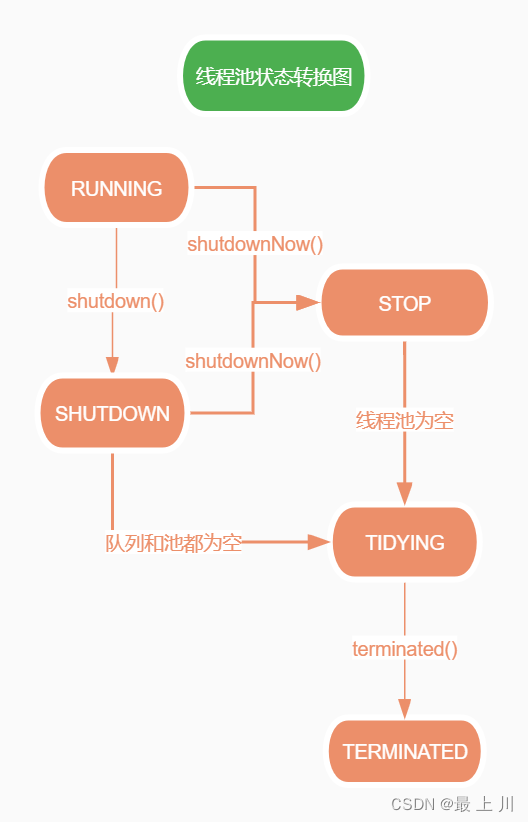 线程池状态转换图
RUNNING
shutdownNow()
shutdown()
STOP
shutdownNow()
SHUTDOWN
线程池为空
队列和池都为空
TIDYING
terminated()
TERMINATED
CSDN @最 上 川